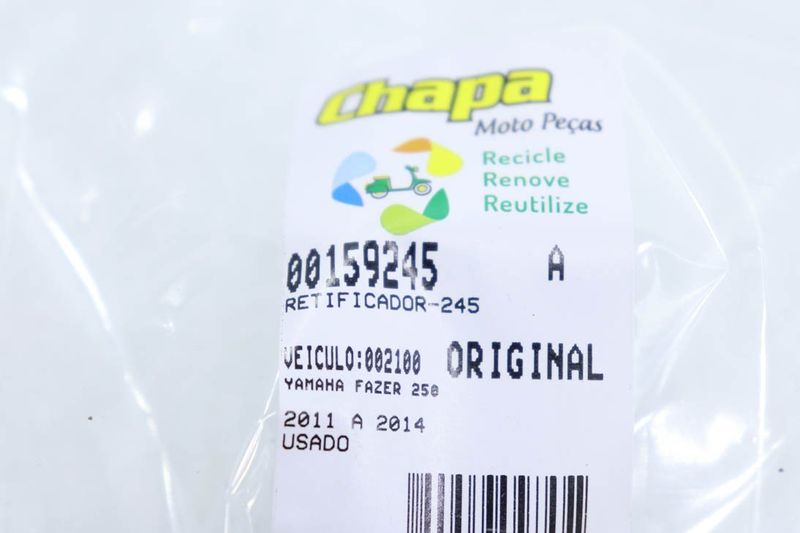 Chapa
Moto Peças
Recicle
Renove
Reutilize
00159245 A
RETIFICADOR-245
VEICULO:002100 ORIGINAL
YAMAHA FAZER 250
2011 A 2014
USADO